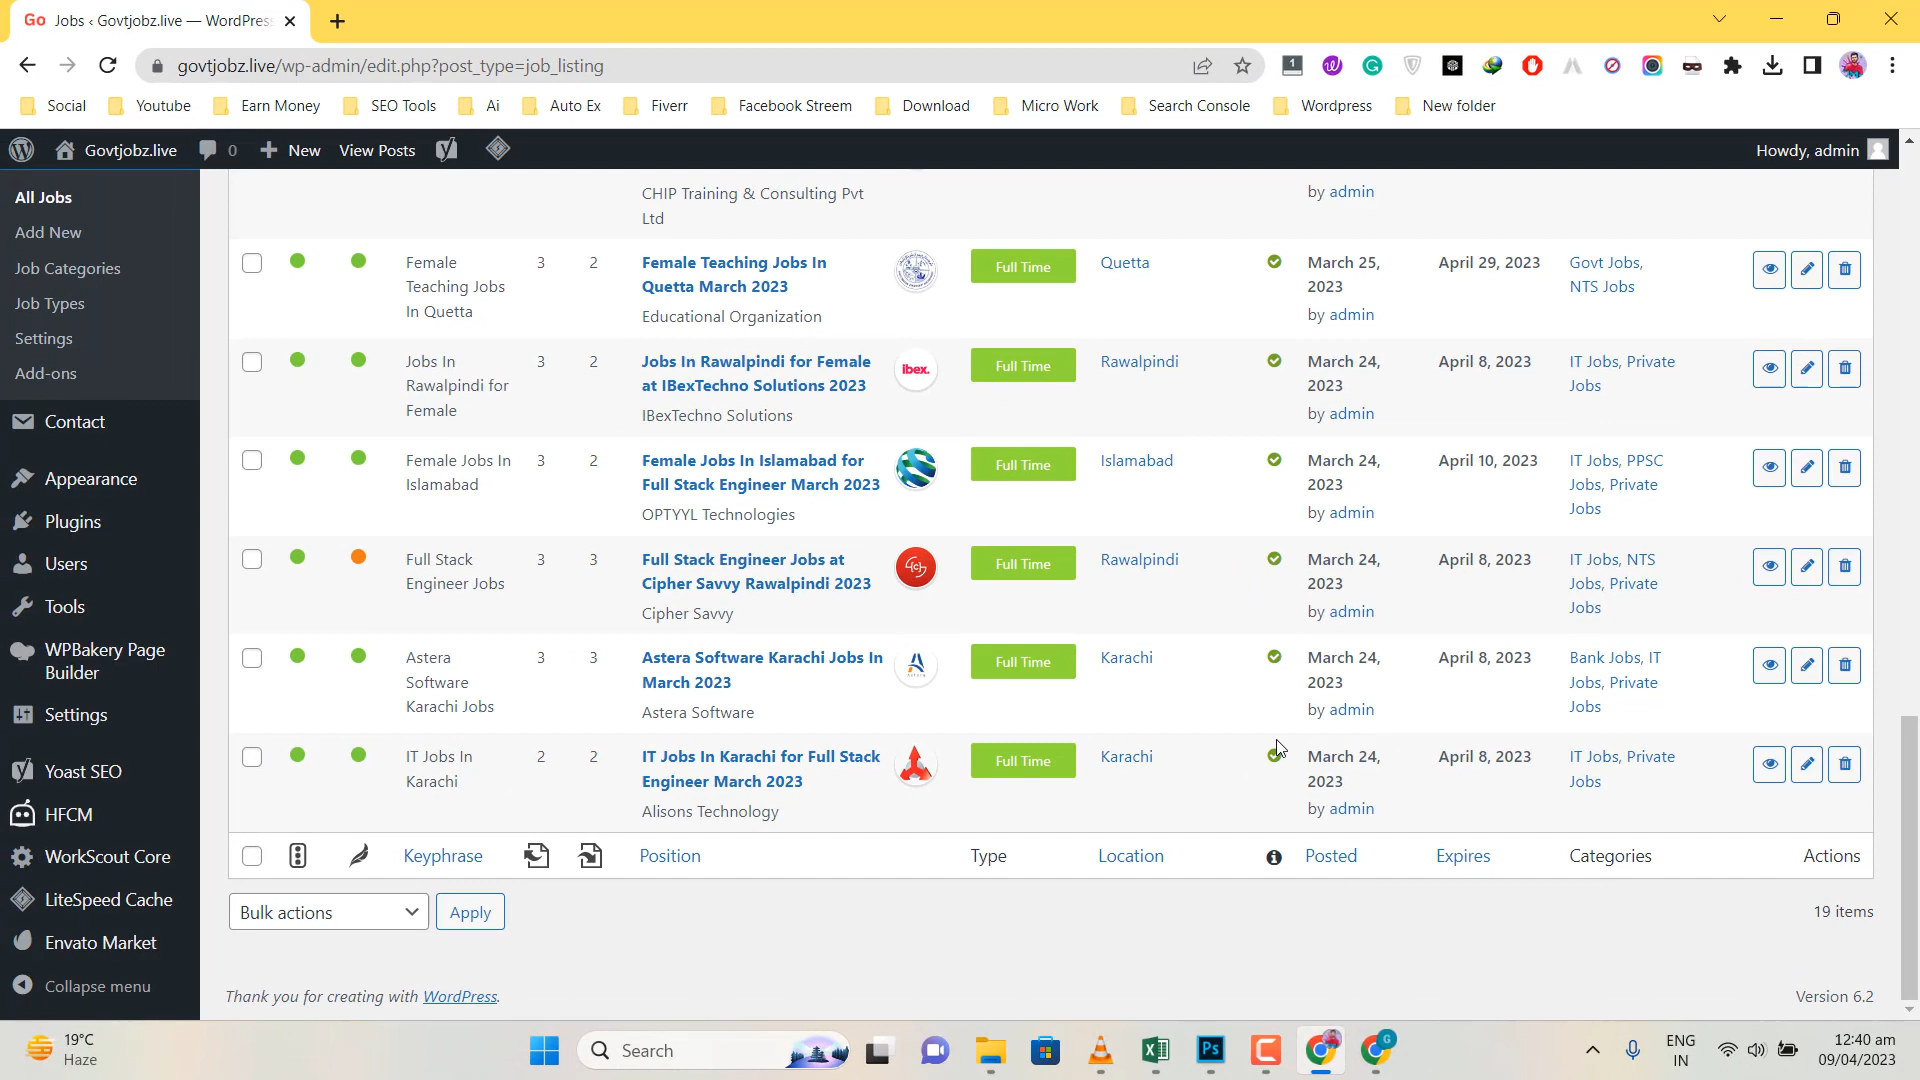 Go Jobs ‹ Govtjobz.live — WordPress
govtjobz.live/wp-admin/edit.php?post_type=job_listing
Social Youtube Earn Money SEO Tools Ai Auto Ex Fiverr Facebook Streem Download Micro Work Search Console Wordpress New folder
Govtjobz.live 0 New View Posts Howdy, admin
All Jobs
Add New
Job Categories
Job Types
Settings
Add-ons
Contact
Appearance
Plugins
Users
Tools
WPBakery Page
Builder
Settings
Yoast SEO
HFCM
WorkScout Core
LiteSpeed Cache
Envato Market
Collapse menu
CHIP Training & Consulting Pvt
Ltd
by admin
Female
Teaching Jobs
In Quetta
3 2
Female Teaching Jobs In
Quetta March 2023
Educational Organization
Full Time
Quetta
March 25,
2023
by admin
April 29, 2023
Govt Jobs,
NTS Jobs
Jobs In
Rawalpindi for
Female
3 2
Jobs In Rawalpindi for Female
at IBexTechno Solutions 2023
IBexTechno Solutions
ibex.
Full Time
Rawalpindi
March 24,
2023
by admin
April 8, 2023
IT Jobs, Private
Jobs
Female Jobs In
Islamabad
3 2
Female Jobs In Islamabad for
Full Stack Engineer March 2023
OPTYYL Technologies
Full Time
Islamabad
March 24,
2023
by admin
April 10, 2023
IT Jobs, PPSC
Jobs, Private
Jobs
Full Stack
Engineer Jobs
3 3
Full Stack Engineer Jobs at
Cipher Savvy Rawalpindi 2023
Cipher Savvy
Full Time
Rawalpindi
March 24,
2023
by admin
April 8, 2023
IT Jobs, NTS
Jobs, Private
Jobs
Astera
Software
Karachi Jobs
3 3
Astera Software Karachi Jobs In
March 2023
Astera Software
Full Time
Karachi
March 24,
2023
by admin
April 8, 2023
Bank Jobs, IT
Jobs, Private
Jobs
IT Jobs In
Karachi
2 2
IT Jobs In Karachi for Full Stack
Engineer March 2023
Alisons Technology
Full Time
Karachi
March 24,
2023
by admin
April 8, 2023
IT Jobs, Private
Jobs
Keyphrase Position Type Location Posted Expires Categories Actions
Bulk actions Apply 19 items
Thank you for creating with WordPress. Version 6.2
19°C
Haze
Search
ENG
IN
12:40 am
09/04/2023